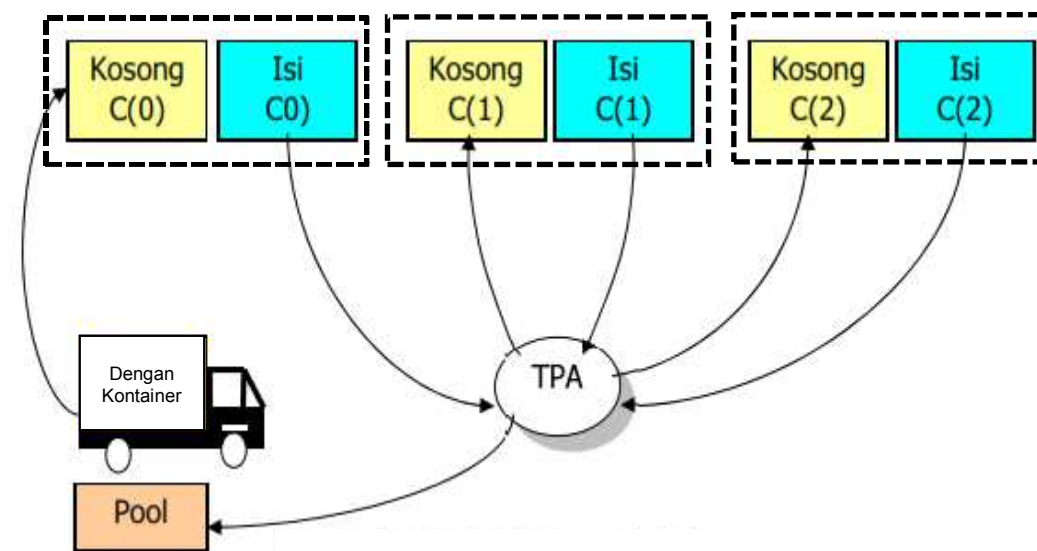 Kosong
C(0)
Isi
C0)
Kosong
C(1)
Isi
C(1)
Kosong
C(2)
Isi
C(2)
Dengan
Kontainer
TPA
Pool